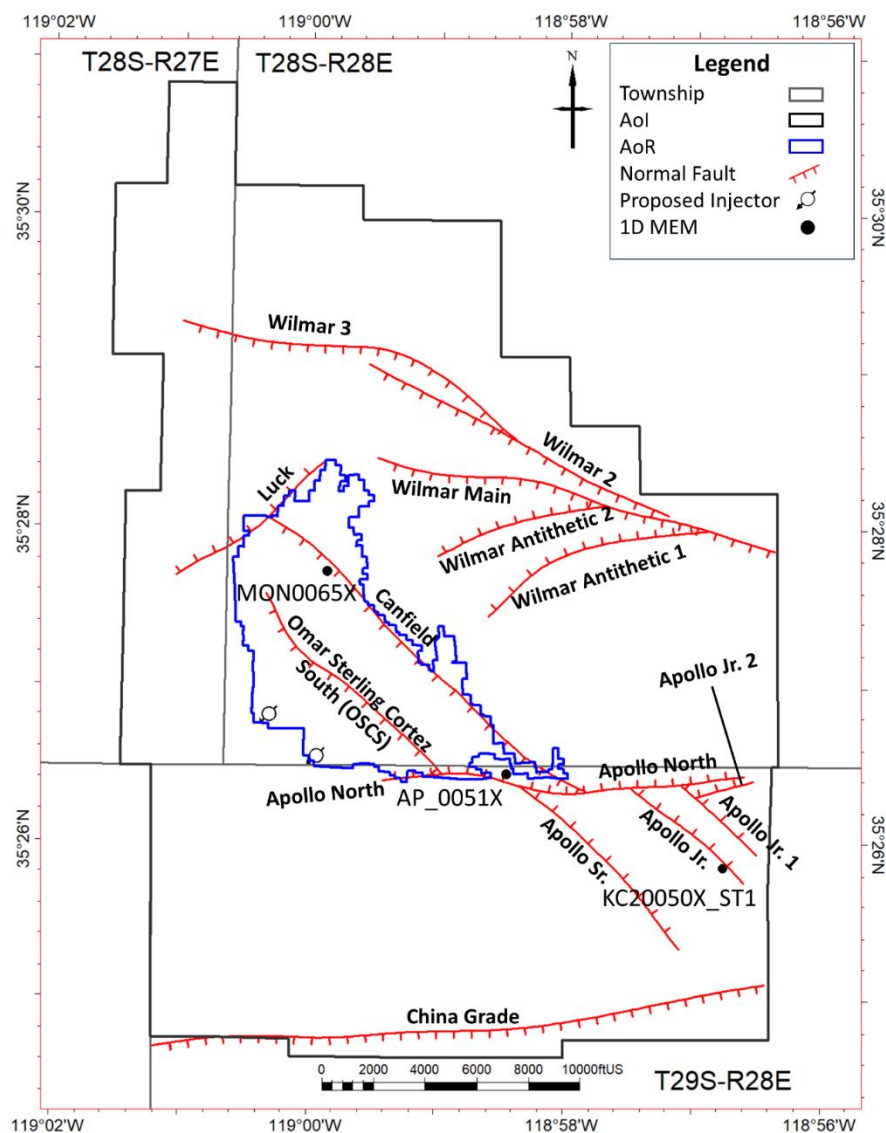 119°02'W 119°00'W 118°58'W 118°56'W
T28S-R27E T28S-R28E
N
Legend
Township
AoI
AoR
Normal Fault
Proposed Injector
1D MEM
35°30'N 35°30'N
Wilmar 3
Wilmar 2
Luck
Wilmar Main
35°28'N 35°28'N
Wilmar Antithetic 2
Wilmar Antithetic 1
MON0065X
Canfield
Omar Sterling Cortez
South (OSCS)
Apollo Jr. 2
Apollo North
Apollo North
AP_0051X
35°26'N 35°26'N
Apollo Sr.
Apollo Jr.
Apollo Jr. 1
KC20050X_ST1
China Grade
0 2000 4000 6000 8000 10000ftUS
T29S-R28E
119°02'W 119°00'W 118°58'W 118°56'W